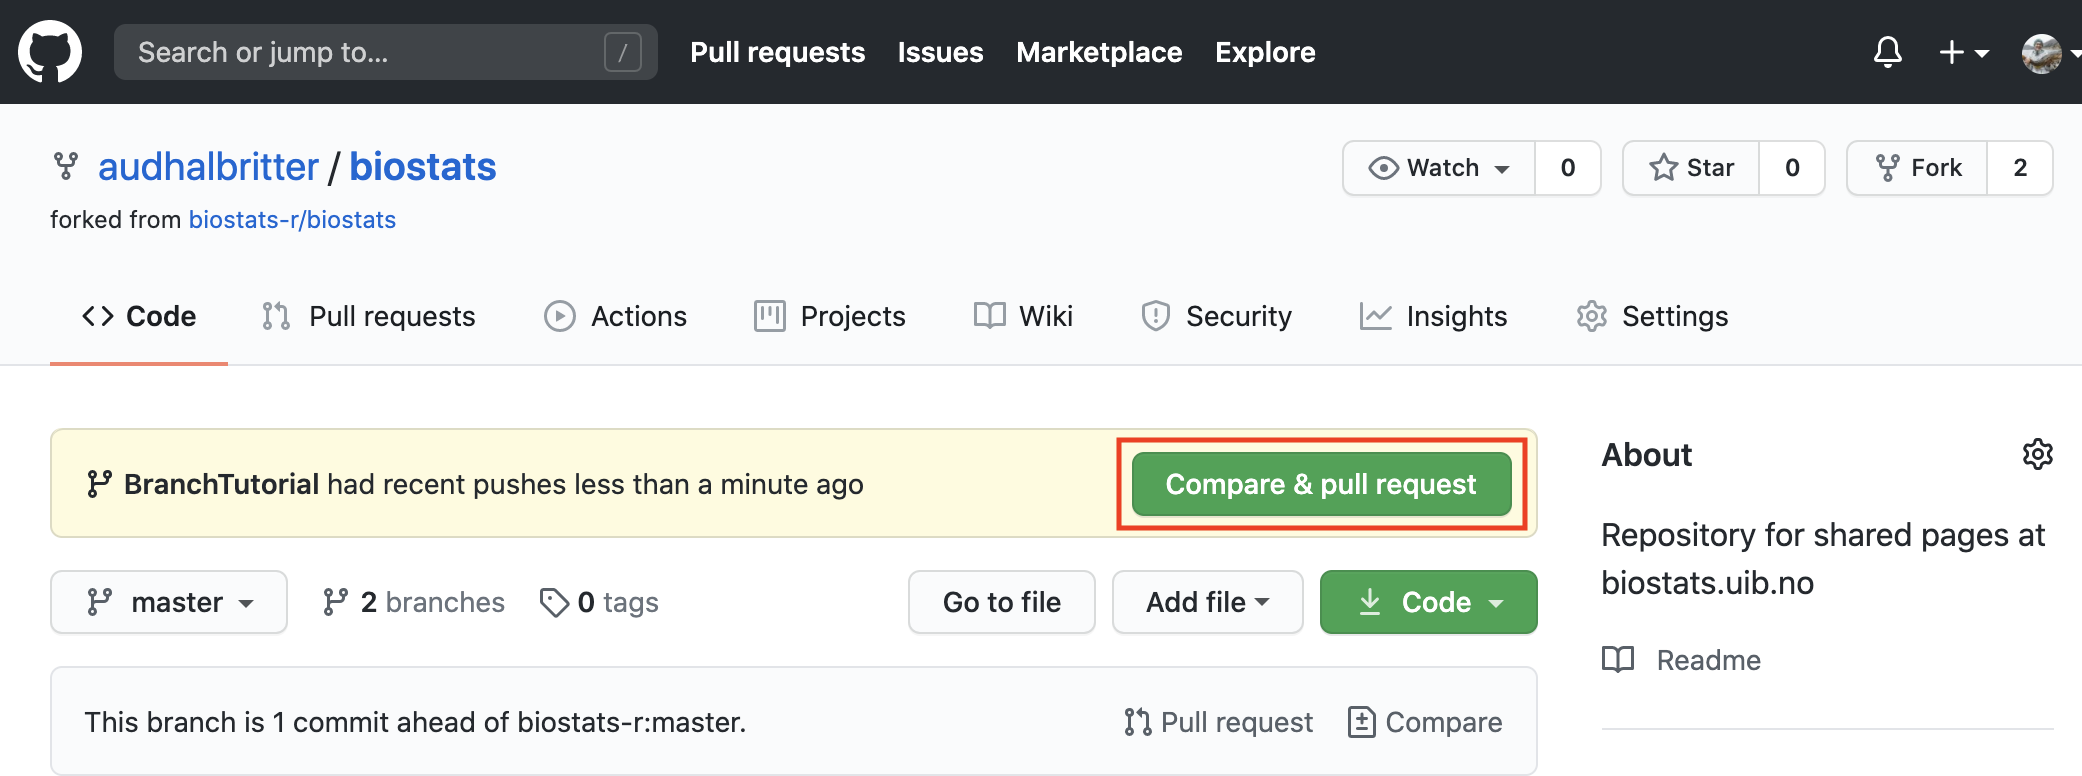 Search or jump to... / Pull requests Issues Marketplace Explore
audhalbritter / biostats Watch 0 Star 0 Fork 2
forked from biostats-r/biostats
Code Pull requests Actions Projects Wiki Security Insights Settings
BranchTutorial had recent pushes less than a minute ago Compare & pull request
master 2 branches 0 tags Go to file Add file Code
This branch is 1 commit ahead of biostats-r:master. Pull request Compare
About
Repository for shared pages at
biostats.uib.no
Readme